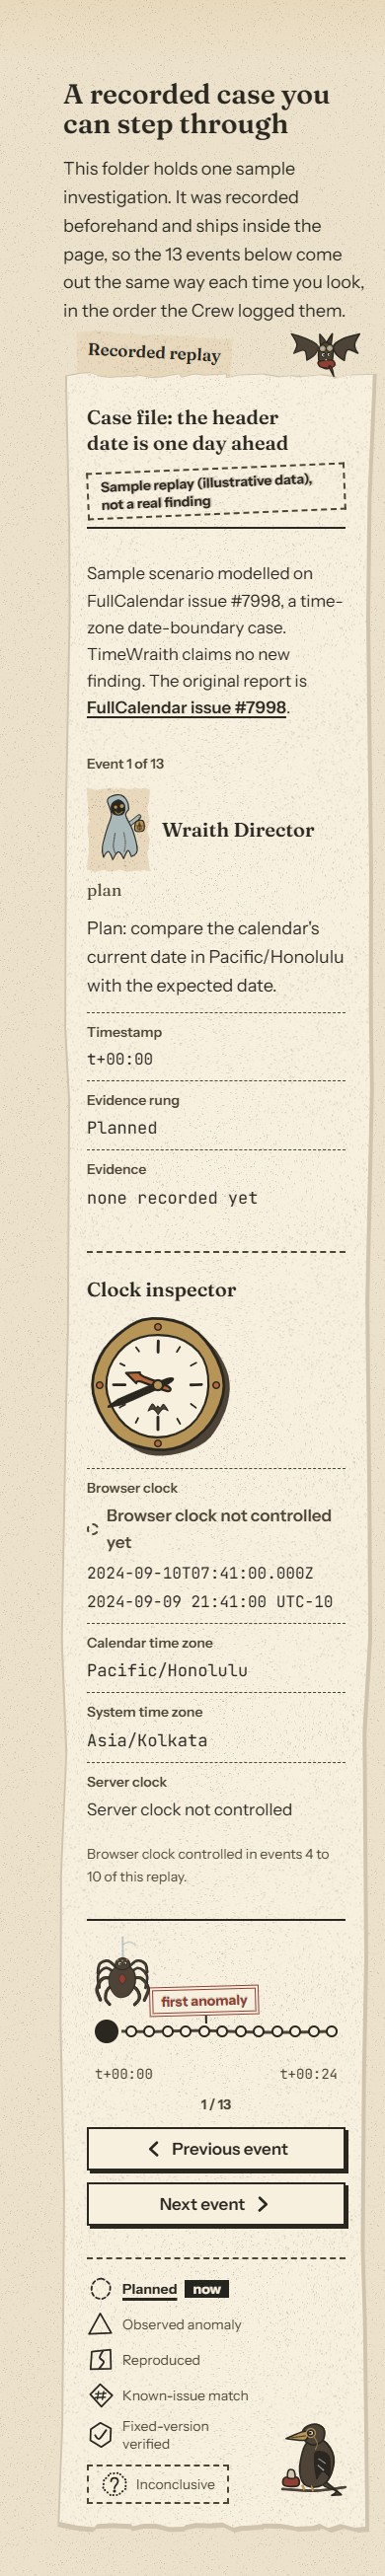 A recorded case you
can step through
This folder holds one sample
investigation. It was recorded
beforehand and ships inside the
page, so the 13 events below come
out the same way each time you look,
in the order the Crew logged them.
Recorded replay
Case file: the header
date is one day ahead
Sample replay (illustrative data),
not a real finding
Sample scenario modelled on
FullCalendar issue #7998, a time-
zone date-boundary case.
TimeWraith claims no new
finding. The original report is
FullCalendar issue #7998.
Event 1 of 13
Wraith Director
plan
Plan: compare the calendar's
current date in Pacific/Honolulu
with the expected date.
Timestamp
t+00:00
Evidence rung
Planned
Evidence
none recorded yet
Clock inspector
Browser clock
Browser clock not controlled
yet
2024-09-10T07:41:00.000Z
2024-09-09 21:41:00 UTC-10
Calendar time zone
Pacific/Honolulu
System time zone
Asia/Kolkata
Server clock
Server clock not controlled
Browser clock controlled in events 4 to
10 of this replay.
first anomaly
t+00:00 t+00:24
1 / 13
Previous event
Next event
Planned now
Observed anomaly
Reproduced
Known-issue match
Fixed-version
verified
Inconclusive